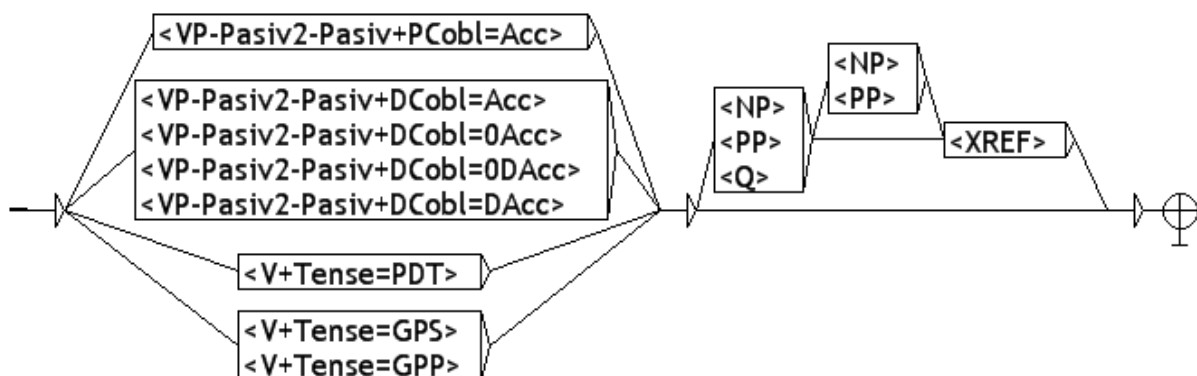 <VP-Pasiv2-Pasiv+PCobl=Acc>
<VP-Pasiv2-Pasiv+DCobl=Acc>
<VP-Pasiv2-Pasiv+DCobl=0Acc>
<VP-Pasiv2-Pasiv+DCobl=0DAcc>
<VP-Pasiv2-Pasiv+DCobl=DAcc>
<V+Tense=PDT>
<V+Tense=GPS>
<V+Tense=GPP>
<NP>
<PP>
<Q>
<NP>
<PP>
<XREF>